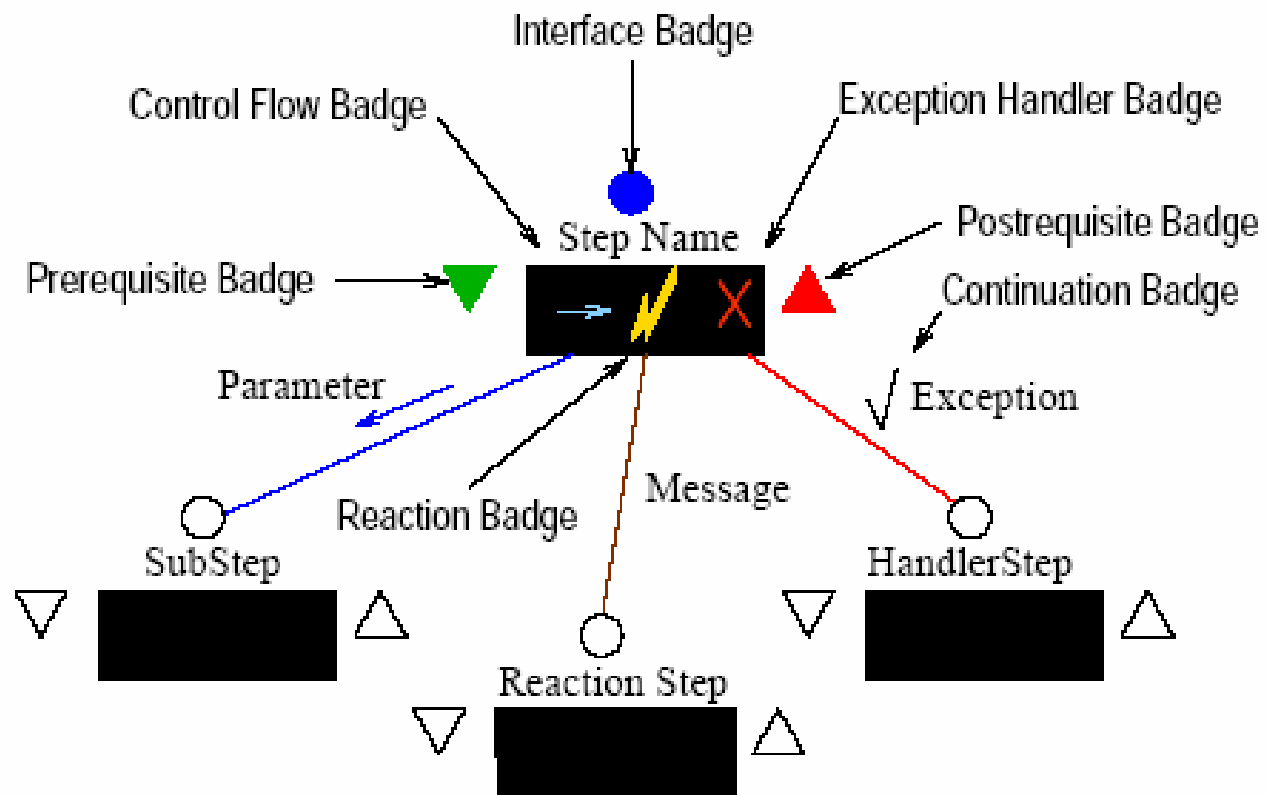 Interface Badge
Control Flow Badge
Exception Handler Badge
Postrequisite Badge
Step Name
Prerequisite Badge
Continuation Badge
Parameter
Exception
Message
Reaction Badge
SubStep
HandlerStep
Reaction Step